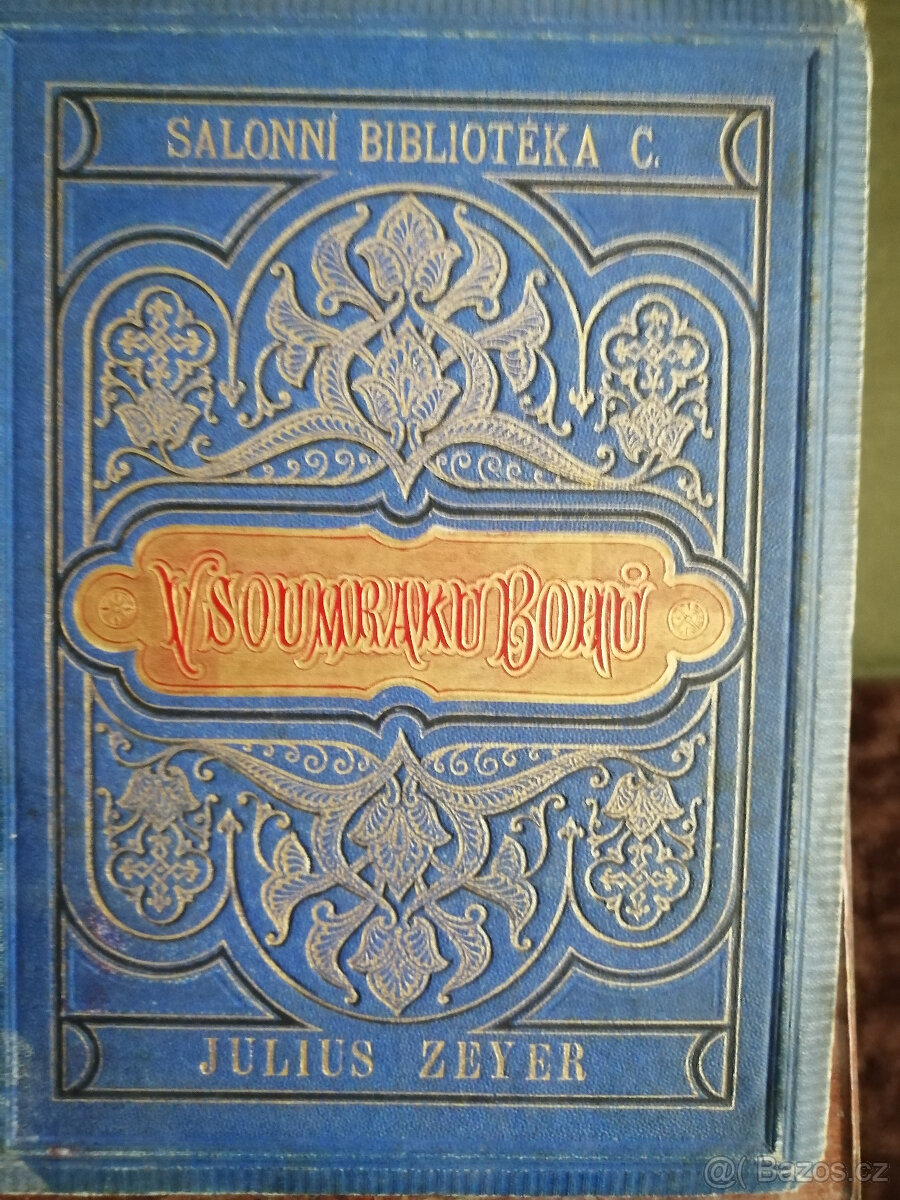 SALONNÍ BIBLIOTÉKA C.
V SOUMRAKU BOHŮ
JULIUS ZEYER
@( Bazos.cz